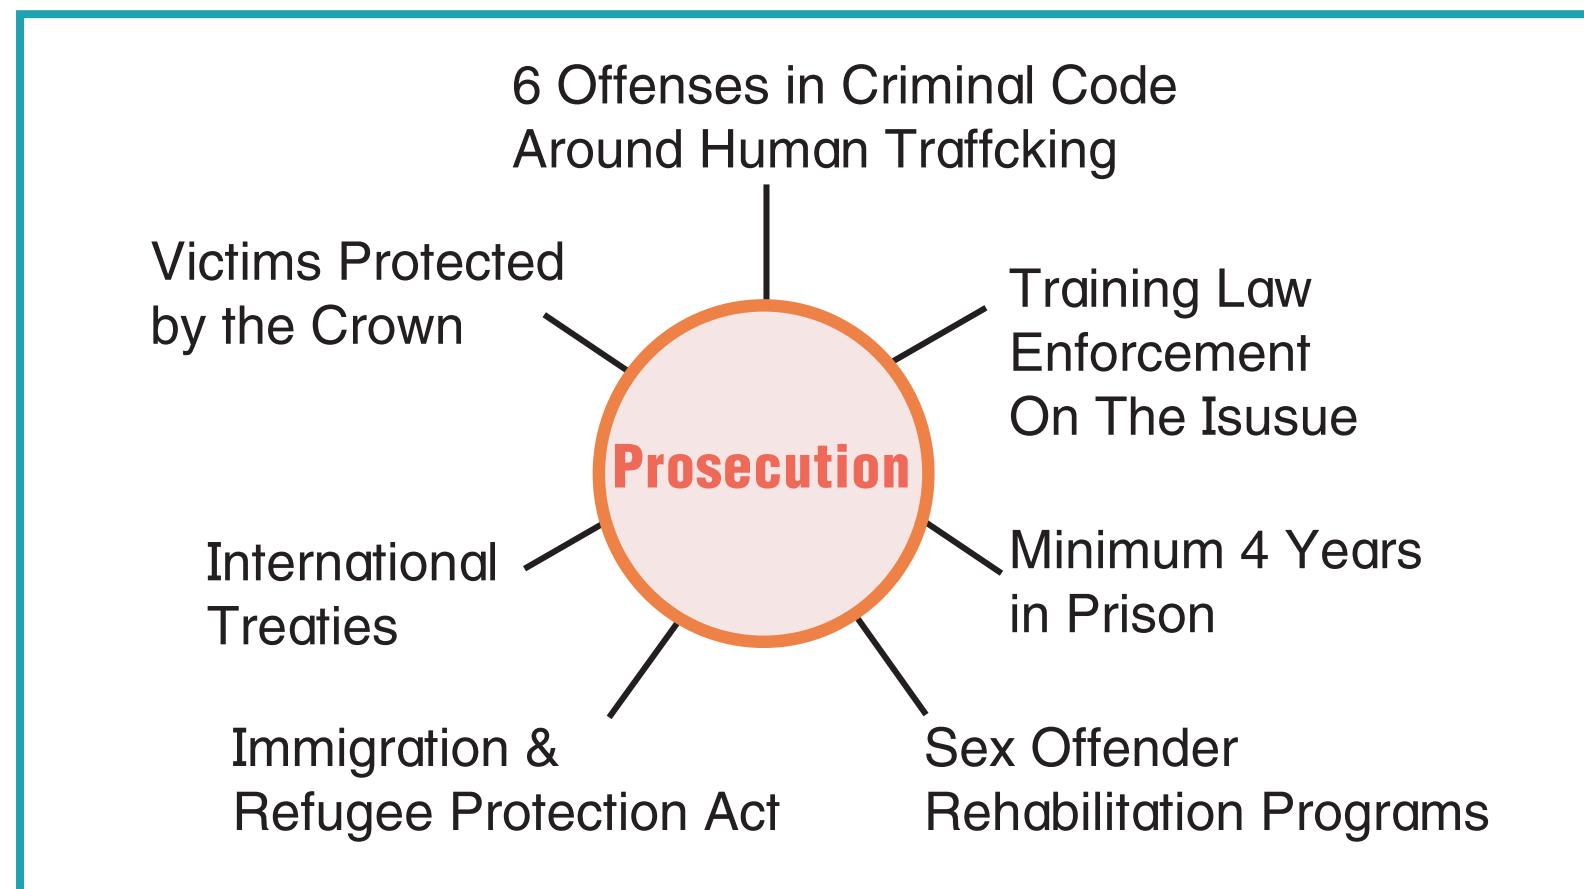 6 Offenses in Criminal Code
Around Human Traffcking
Victims Protected
by the Crown
Training Law
Enforcement
On The Isusue
Prosecution
International
Treaties
Minimum 4 Years
in Prison
Immigration &
Refugee Protection Act
Sex Offender
Rehabilitation Programs